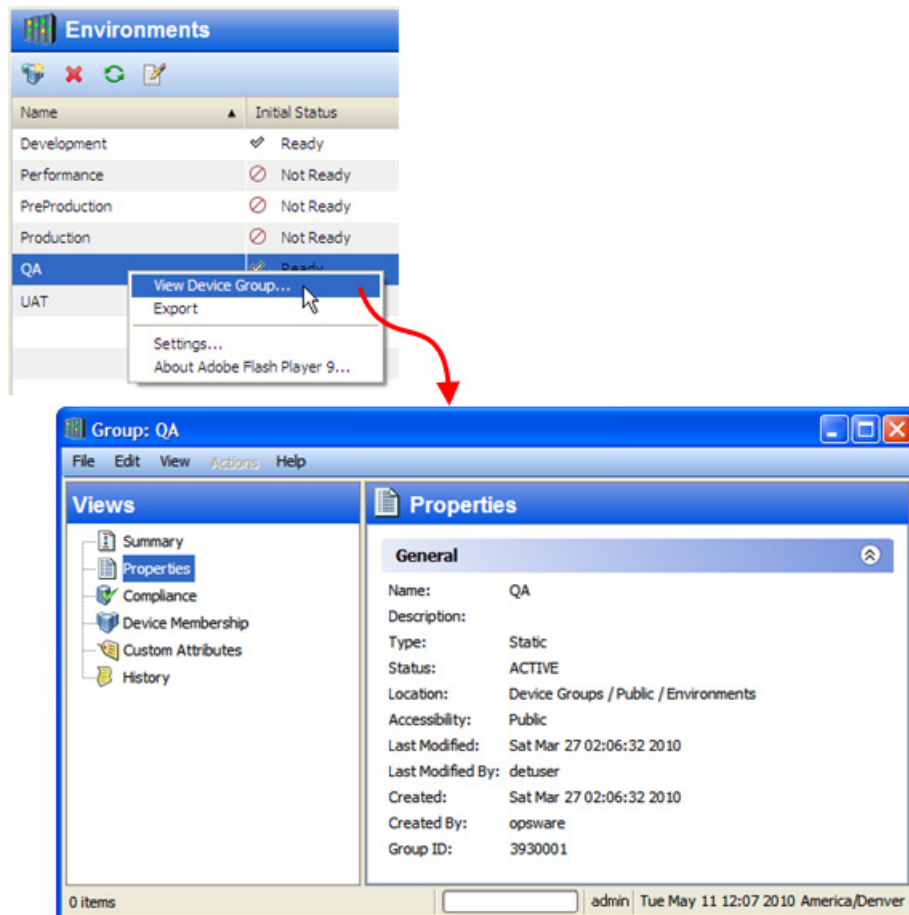 Environments
Name Initial Status
Development Ready
Performance Not Ready
PreProduction Not Ready
Production Not Ready
QA Ready
View Device Group...
UAT
Export
Settings...
About Adobe Flash Player 9...
Group: QA
File Edit View Actions Help
Views
Summary
Properties
Compliance
Device Membership
Custom Attributes
History
Properties
General
Name: QA
Description:
Type: Static
Status: ACTIVE
Location: Device Groups / Public / Environments
Accessibility: Public
Last Modified: Sat Mar 27 02:06:32 2010
Last Modified By: detuser
Created: Sat Mar 27 02:06:32 2010
Created By: opsware
Group ID: 3930001
0 items admin Tue May 11 12:07 2010 America/Denver